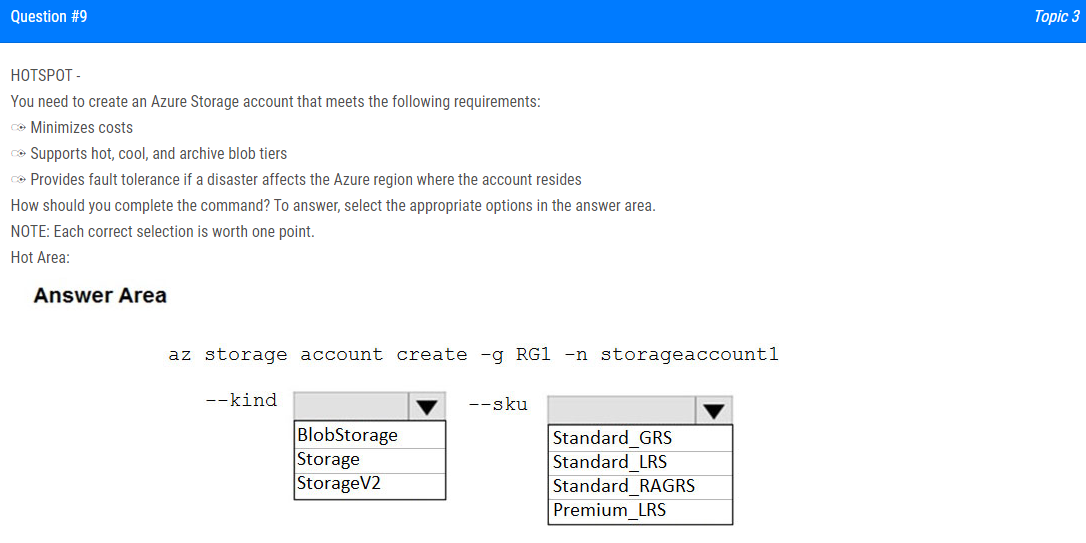 Question #9
Topic 3
HOTSPOT -
You need to create an Azure Storage account that meets the following requirements:
Minimizes costs
Supports hot, cool, and archive blob tiers
Provides fault tolerance if a disaster affects the Azure region where the account resides
How should you complete the command? To answer, select the appropriate options in the answer area.
NOTE: Each correct selection is worth one point.
Hot Area:
Answer Area
az storage account create -g RG1 -n storageaccount1
--kind
BlobStorage
Storage
StorageV2
--sku
Standard_GRS
Standard_LRS
Standard_RAGRS
Premium_LRS